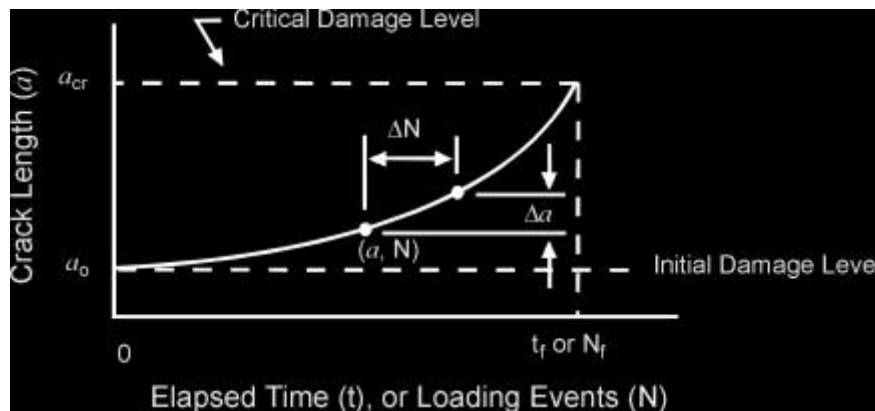 Critical Damage Level
a_cr
ΔN
Δa
(a, N)
a_o
Initial Damage Level
Crack Length (a)
0
t_f or N_f
Elapsed Time (t), or Loading Events (N)